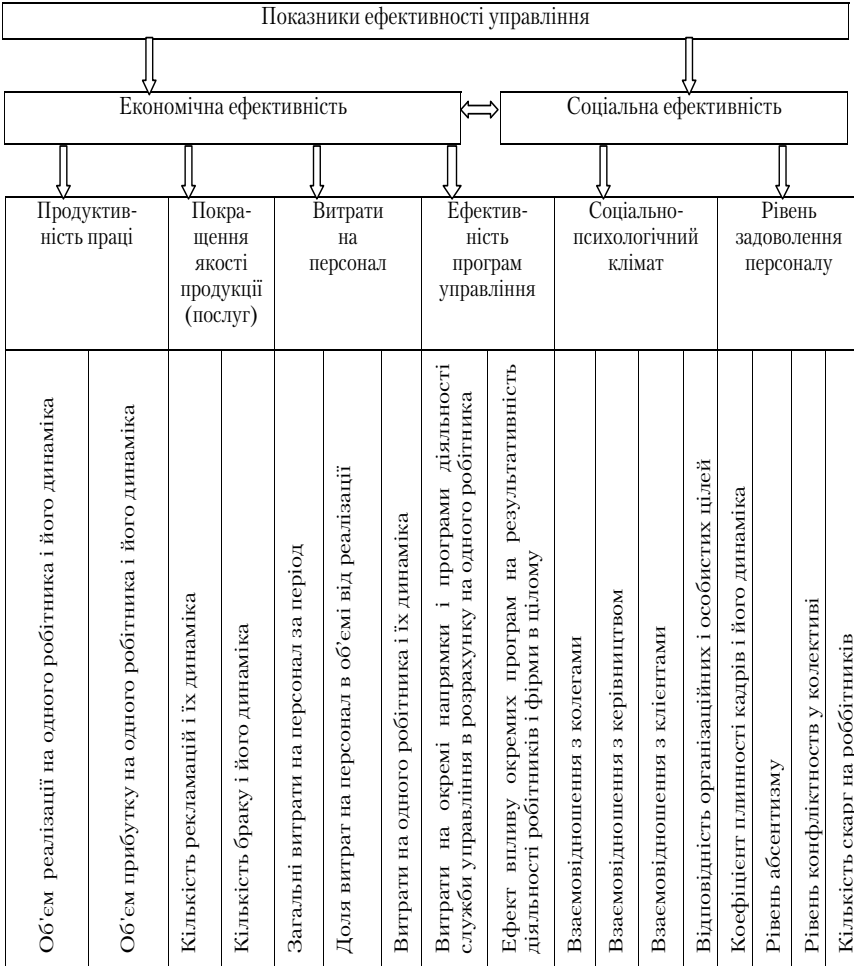 Показники ефективності управління
Економічна ефективність
Соціальна ефективність
Продуктив-
ність праці
Покра-
щення
якості
продукції
(послуг)
Витрати
на
персонал
Ефектив-
ність
програм
управління
Соціально-
психологічний
клімат
Рівень
задоволення
персоналу
Об'єм реалізації на одного робітника і його динаміка
Об'єм прибутку на одного робітника і його динаміка
Кількість рекламацій і їх динаміка
Кількість браку і його динаміка
Загальні витрати на персонал за період
Доля витрат на персонал в об'ємі від реалізації
Витрати на одного робітника і їх динаміка
Витрати на окремі напрямки і програми діяльності
служби управління в розрахунку на одного робітника
Ефект впливу окремих програм на результативність
діяльності робітників і фірми в цілому
Взаємовідношення з колегами
Взаємовідношення з керівництвом
Взаємовідношення з клієнтами
Відповідність організаційних і особистих цілей
Коефіцієнт плинності кадрів і його динаміка
Рівень абсентизму
Рівень конфліктноств у колективі
Кількість скарг на роббітників